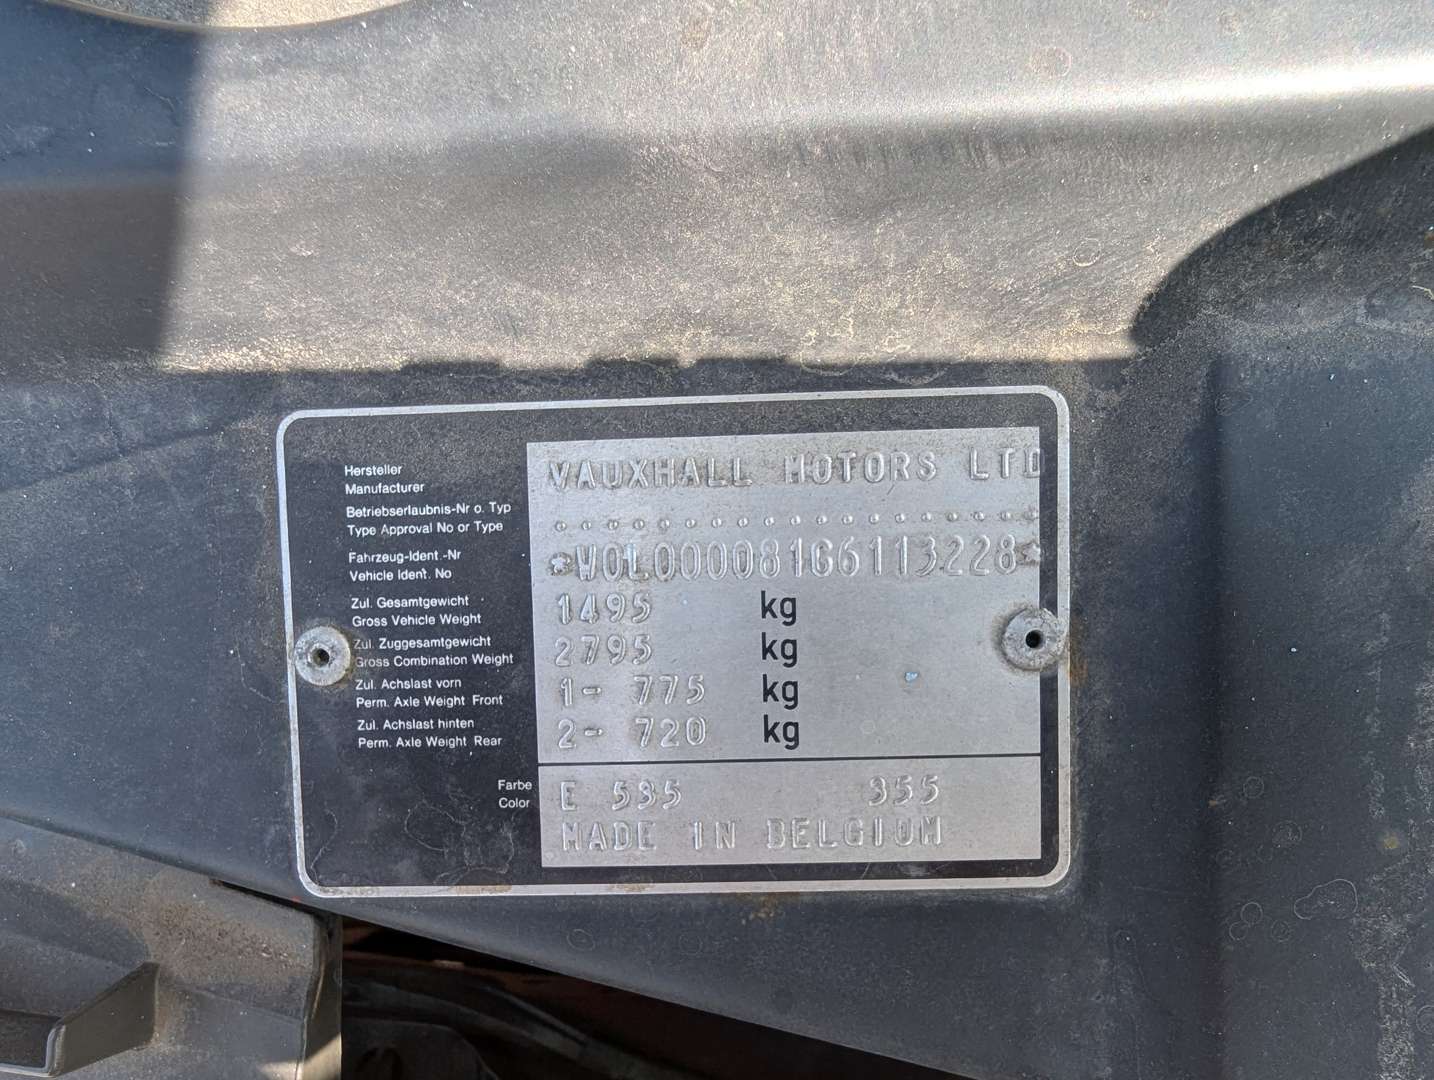 Hersteller
Manufacturer
VAUXHALL MOTORS LTD
Betriebserlaubnis-Nr o. Typ
Type Approval No or Type
Fahrzeug-Ident.-Nr
Vehicle Ident. No
*W0L000081G6113228*
Zul. Gesamtgewicht
Gross Vehicle Weight
1495 kg
Zul. Zuggesamtgewicht
Gross Combination Weight
2795 kg
Zul. Achslast vorn
Perm. Axle Weight Front
1- 775 kg
Zul. Achslast hinten
Perm. Axle Weight Rear
2- 720 kg
Farbe
Color
E 535 355
MADE IN BELGIUM